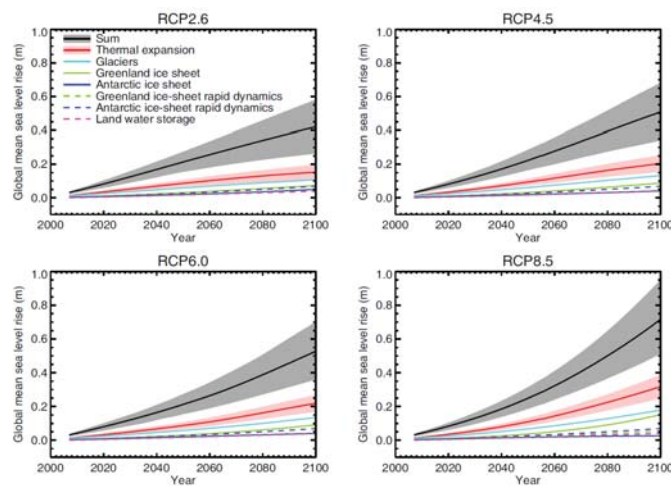 RCP2.6
1.0
0.8
0.6
0.4
0.2
0.0
Global mean sea level rise (m)
Sum
Thermal expansion
Glaciers
Greenland ice sheet
Antarctic ice sheet
Greenland ice-sheet rapid dynamics
Antarctic ice-sheet rapid dynamics
Land water storage
2000 2020 2040 2060 2080 2100
Year
RCP4.5
1.0
0.8
0.6
0.4
0.2
0.0
Global mean sea level rise (m)
2000 2020 2040 2060 2080 2100
Year
RCP6.0
1.0
0.8
0.6
0.4
0.2
0.0
Global mean sea level rise (m)
2000 2020 2040 2060 2080 2100
Year
RCP8.5
1.0
0.8
0.6
0.4
0.2
0.0
Global mean sea level rise (m)
2000 2020 2040 2060 2080 2100
Year